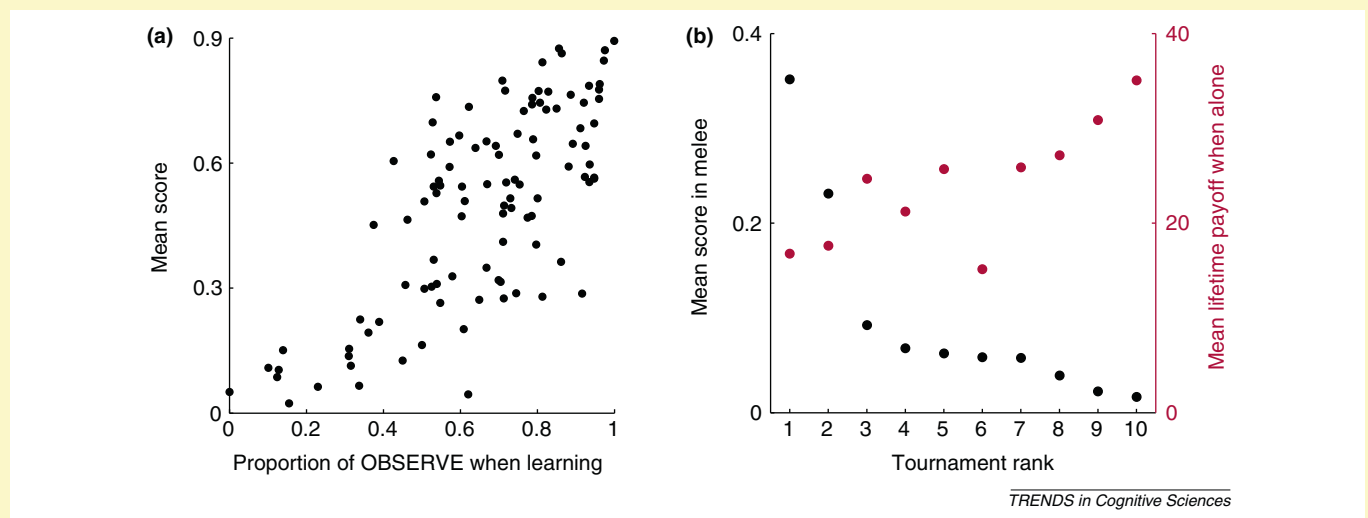 (a)
Mean score
0.9
0.6
0.3
0
0 0.2 0.4 0.6 0.8 1
Proportion of OBSERVE when learning
(b)
Mean score in melee
0.4
0.2
0
40
20
0
Mean lifetime payoff when alone
1 2 3 4 5 6 7 8 9 10
Tournament rank
TRENDS in Cognitive Sciences